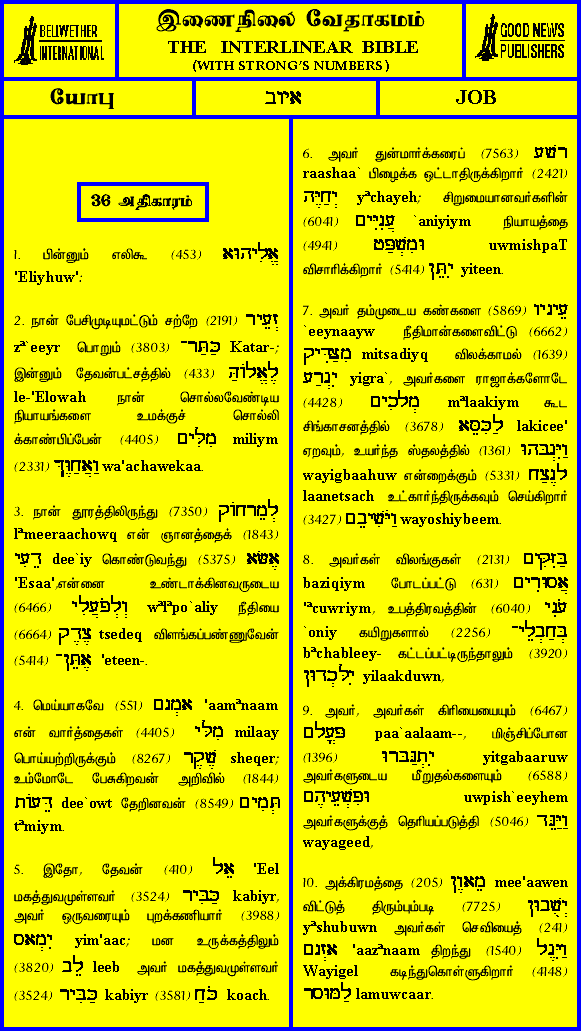 BELLWETHER
INTERNATIONAL
இணைநிலை வேதாகமம்
THE INTERLINEAR BIBLE
(WITH STRONG'S NUMBERS)
GOOD NEWS
PUBLISHERS
யோபு
איוב
JOB
36 அதிகாரம்
1. பின்னும் எலிகூ (453) אֱלִיהוּא
'Eliyhuw';
2. நான் பேசிமுடியுமட்டும் சற்றே (2191) זְעֵיר
zª`eeyr பொறும் (3803) כַּתַּר־ Katar-;
இன்னும் தேவன்பட்சத்தில் (433) לֶאֱלוֹהַּ
le-'Elowah நான் சொல்லவேண்டிய
நியாயங்களை உமக்குச் சொல்லி
க்காண்பிப்பேன் (4405) מִלִּים miliym
(2331) וַאֲחַוֶּךָּ wa'achawekaa.
3. நான் தூரத்திலிருந்து (7350) לְמֵרָחוֹק
lªmeeraachowq என் ஞானத்தைக் (1843)
דֵעִי dee`iy கொண்டுவந்து (5375) אֶשָּׂא
'Esaa',என்னை உண்டாக்கினவருடைய
(6466) וּלְפֹעֲלִי wªlªpo`aliy நீதியை
(6664) צֶדֶק tsedeq விளங்கப்பண்ணுவேன்
(5414) אֶתֵּן־ 'eteen-.
4. மெய்யாகவே (551) אָמְנָם 'aamªnaam
என் வார்த்தைகள் (4405) מִלָּי milaay
பொய்யற்றிருக்கும் (8267) שֶׁקֶר sheqer;
உம்மோடே பேசுகிறவன் அறிவில் (1844)
דֵּעוֹת dee`owt தேறினவன் (8549) תְּמִים
tªmiym.
5. இதோ, தேவன் (410) אֵל 'Eel
மகத்துவமுள்ளவர் (3524) כַּבִּיר kabiyr,
அவர் ஒருவரையும் புறக்கணியார் (3988)
יִמְאָס yim'aac; மன உருக்கத்திலும்
(3820) לֵב leeb அவர் மகத்துவமுள்ளவர்
(3524) כַּבִּיר kabiyr (3581) כֹּחַ koach.
6. அவர் துன்மார்க்கரைப் (7563) רָשָׁע
raashaa` பிழைக்க ஒட்டாதிருக்கிறார் (2421)
יְחַיֶּה yªchayeh; சிறுமையானவர்களின்
(6041) עֲנִיִּים `aniyiym நியாயத்தை
(4941) וּמִשְׁפַּט uwmishpaT
விசாரிக்கிறார் (5414) יִתֵּן yiteen.
7. அவர் தம்முடைய கண்களை (5869) עֵינָיו
`eeynaayw நீதிமான்களைவிட்டு (6662)
מִצַּדִּיק mitsadiyq விலக்காமல் (1639)
יִגְרַע yigra`, அவர்களை ராஜாக்களோடே
(4428) מְלָכִים mªlaakiym கூட
சிங்காசனத்தில் (3678) לַכִּסֵּא lakicee'
ஏறவும், உயர்ந்த ஸ்தலத்தில் (1361) וַיִּגְבָּהוּ
wayigbaahuw என்றைக்கும் (5331) לָנֶצַח
laanetsach உட்கார்ந்திருக்கவும் செய்கிறார்
(3427) וַיֹּשִׁיבֵם wayoshiybeem.
8. அவர்கள் விலங்குகள் (2131) בַּזִּקִּים
baziqiym போடப்பட்டு (631) אֲסוּרִים
'ªcuwriym, உபத்திரவத்தின் (6040) עֹנִי
`oniy கயிறுகளால் (2256) בְּחַבְלֵי־
bªchableey- கட்டப்பட்டிருந்தாலும் (3920)
יִלָּכְדוּן yilaakduwn,
9. அவர், அவர்கள் கிரியையையும் (6467)
פָּעֳלָם paa`aalaam--, மிஞ்சிப்போன
(1396) יִתְגַּבָּרוּ yitgabaaruw
அவர்களுடைய மீறுதல்களையும் (6588)
וּפִשְׁעֵיהֶם uwpish`eeyhem
அவர்களுக்குத் தெரியப்படுத்தி (5046) וַיַּגֵּד
wayageed,
10. அக்கிரமத்தை (205) מֵאָוֶן mee'aawen
விட்டுத் திரும்பும்படி (7725) יְשֻׁבוּן
yªshubuwn அவர்கள் செவியைத் (241)
אָזְנָם 'aazªnaam திறந்து (1540) וַיִּגֶל
Wayigel கடிந்துகொள்ளுகிறார் (4148)
לַמּוּסָר lamuwcaar.